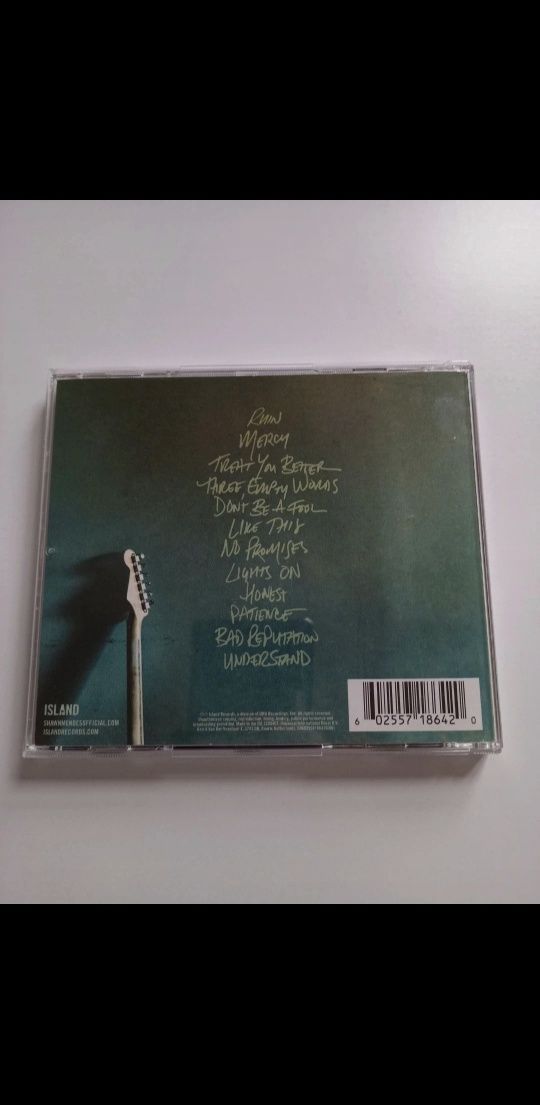 RUIN
MERCY
TREAT YOU BETTER
THREE EMPTY WORDS
DON'T BE A FOOL
LIKE THIS
NO PROMISES
LIGHTS ON
HONEST
PATIENCE
BAD REPUTATION
UNDERSTAND
ISLAND
SHAWNMENDESOFFICIAL.COM
ISLANDRECORDS.COM
6 02557 18642 0